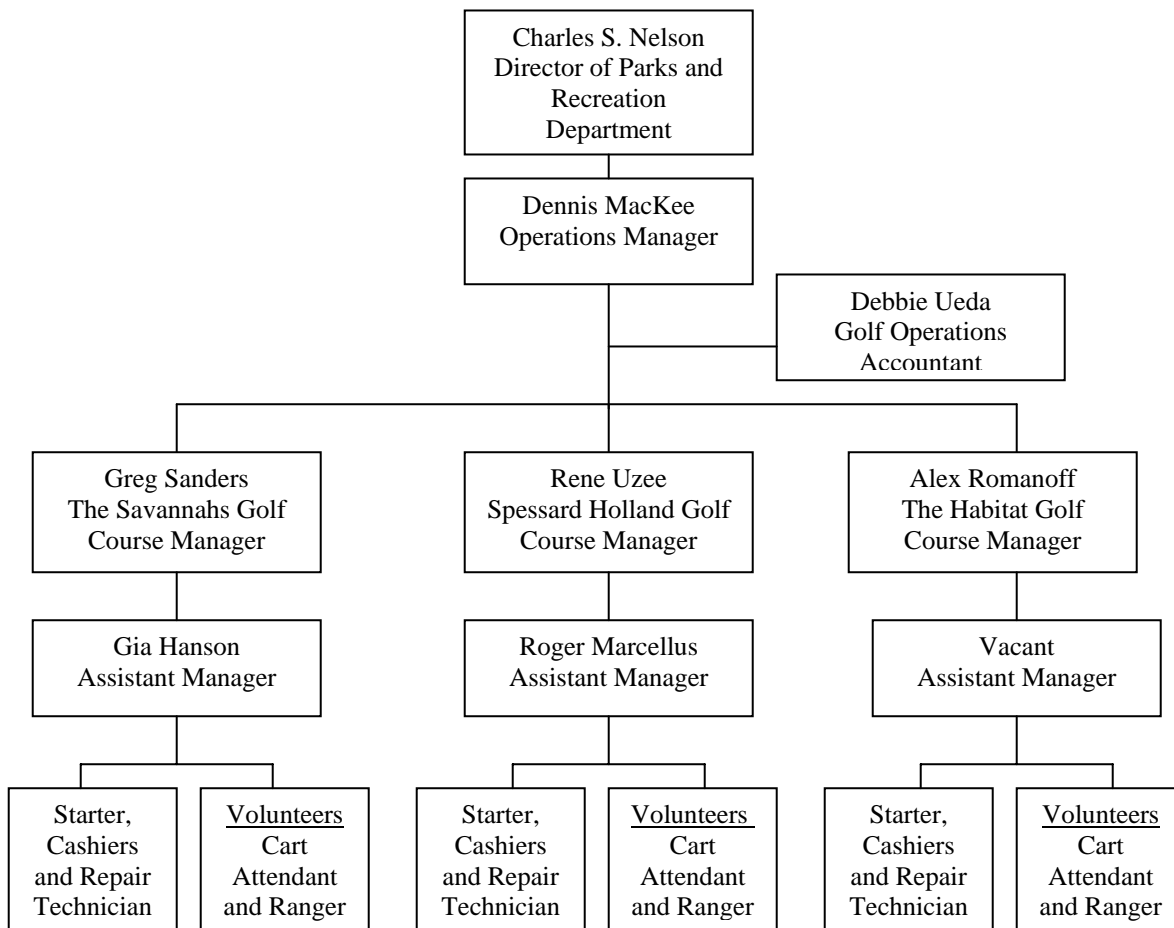 Charles S. Nelson
Director of Parks and
Recreation
Department
Dennis MacKee
Operations Manager
Debbie Ueda
Golf Operations
Accountant
Greg Sanders
The Savannahs Golf
Course Manager
Rene Uzee
Spessard Holland Golf
Course Manager
Alex Romanoff
The Habitat Golf
Course Manager
Gia Hanson
Assistant Manager
Roger Marcellus
Assistant Manager
Vacant
Assistant Manager
Starter,
Cashiers
and Repair
Technician
Volunteers
Cart
Attendant
and Ranger
Starter,
Cashiers
and Repair
Technician
Volunteers
Cart
Attendant
and Ranger
Starter,
Cashiers
and Repair
Technician
Volunteers
Cart
Attendant
and Ranger